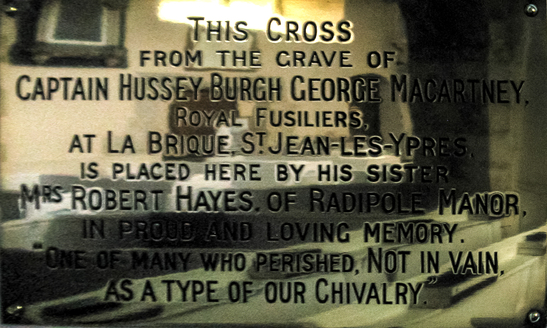 THIS CROSS
FROM THE GRAVE OF
CAPTAIN HUSSEY BURGH GEORGE MACARTNEY,
ROYAL FUSILIERS,
AT LA BRIQUE, ST JEAN-LES-YPRES,
IS PLACED HERE BY HIS SISTER
MRS ROBERT HAYES, OF RADIPOLE MANOR,
IN PROUD AND LOVING MEMORY.
"ONE OF MANY WHO PERISHED, NOT IN VAIN,
AS A TYPE OF OUR CHIVALRY."